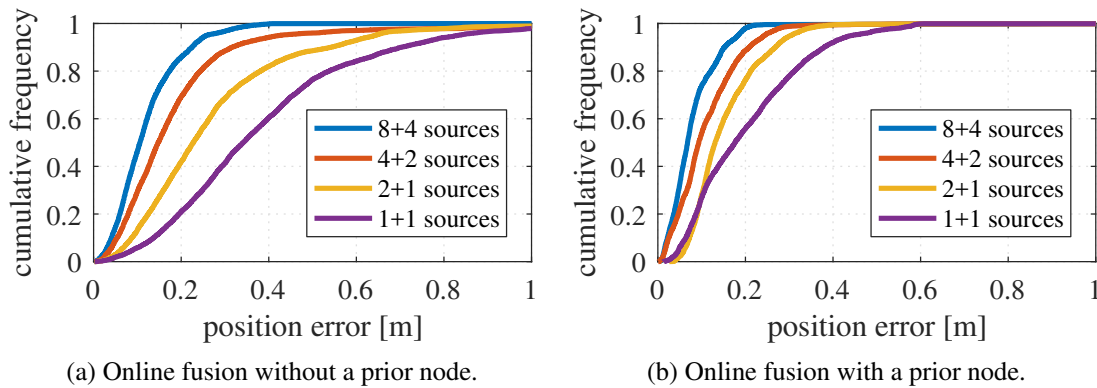 cumulative frequency
1
0.8
0.6
0.4
0.2
0
8+4 sources
4+2 sources
2+1 sources
1+1 sources
0 0.2 0.4 0.6 0.8 1
position error [m]
(a) Online fusion without a prior node.
cumulative frequency
1
0.8
0.6
0.4
0.2
0
8+4 sources
4+2 sources
2+1 sources
1+1 sources
0 0.2 0.4 0.6 0.8 1
position error [m]
(b) Online fusion with a prior node.